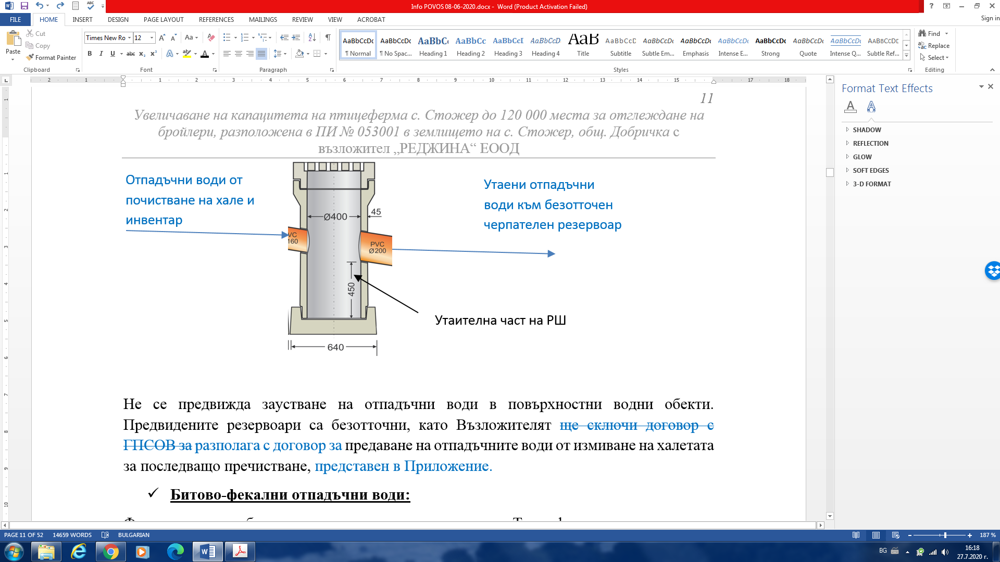 Info POVOS 08-06-2020.docx - Word (Product Activation Failed)
FILE HOME INSERT DESIGN PAGE LAYOUT REFERENCES MAILINGS REVIEW VIEW ACROBAT
Sign in
Paste
Cut
Copy
Format Painter
Clipboard
Times New Ro 12
Font
Paragraph
AaBbCcDc AaBbCcDc AaBbC AaBbCc AaBbCcI AaBbCcD AaB AaBbCcD AaBbCcDc AaBbCcDc AaBbCcDc AaBbCcDc AaBbCcDc AaBbCcDc AABBCCDE
¶ Normal ¶ No Spac... Heading 1 Heading 2 Heading 3 Heading 4 Title Subtitle Subtle Em... Emphasis Intense E... Strong Quote Intense Q... Subtle Ref...
Styles
Find
Replace
Select
Editing
2 1 1 2 3 4 5 6 7 8 9 10 11 12 13 14 15 17 18
Format Text Effects
SHADOW
REFLECTION
GLOW
SOFT EDGES
3-D FORMAT
11
Увеличаване на капацитета на птицеферма с. Стожер до 120 000 места за отглеждане на
бройлери, разположена в ПИ № 053001 в землището на с. Стожер, общ. Добричка с
възложител „РЕДЖИНА“ ЕООД
Отпадъчни води от
почистване на хале и
инвентар
Утаени отпадъчни
води към безотточен
черпателен резервоар
Ø400
45
VC
160
PVC
Ø200
450
640
Утаителна част на РШ
Не се предвижда заустване на отпадъчни води в повърхностни водни обекти.
Предвидените резервоари са безотточни, като Възложителят ще сключи договор с
ГПСОВ за разполага с договор за предаване на отпадъчните води от измиване на халетата
за последващо пречистване, представен в Приложение.
✓ Битово-фекални отпадъчни води:
PAGE 11 OF 52 14659 WORDS BULGARIAN
187 %
BG
16:18
27.7.2020 г.